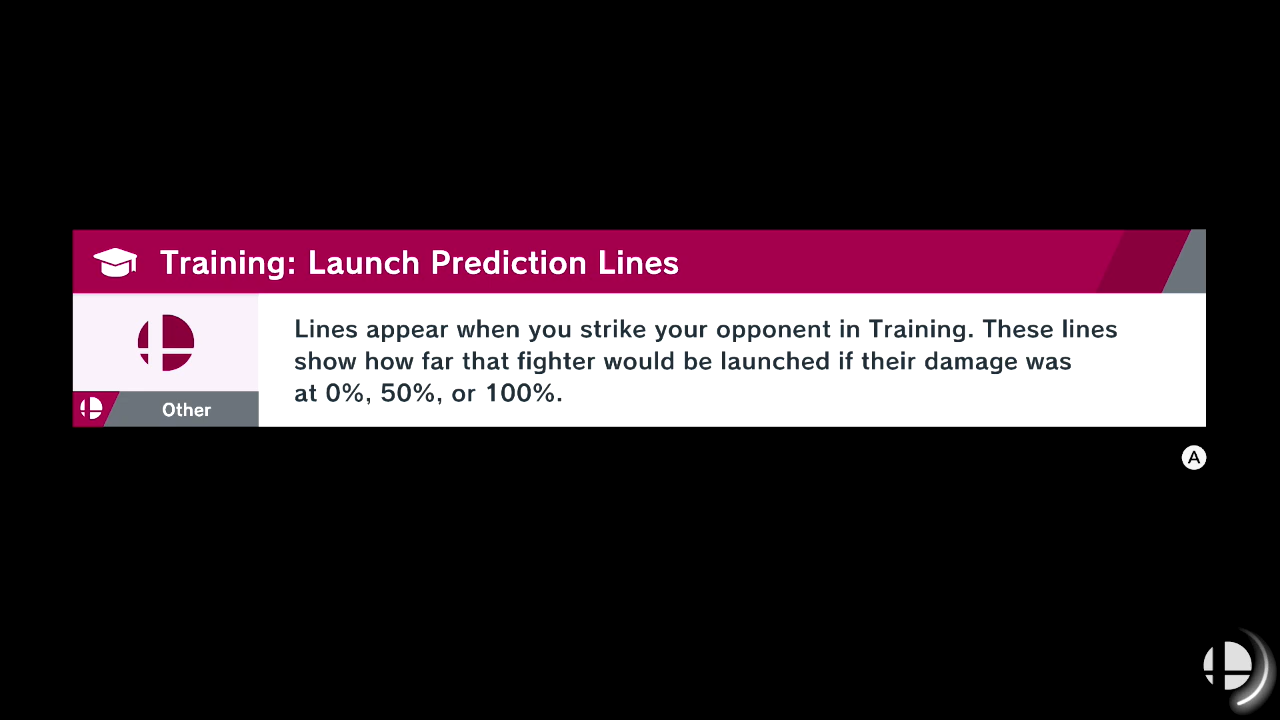 Training: Launch Prediction Lines
Lines appear when you strike your opponent in Training. These lines
show how far that fighter would be launched if their damage was
at 0%, 50%, or 100%.
Other
A